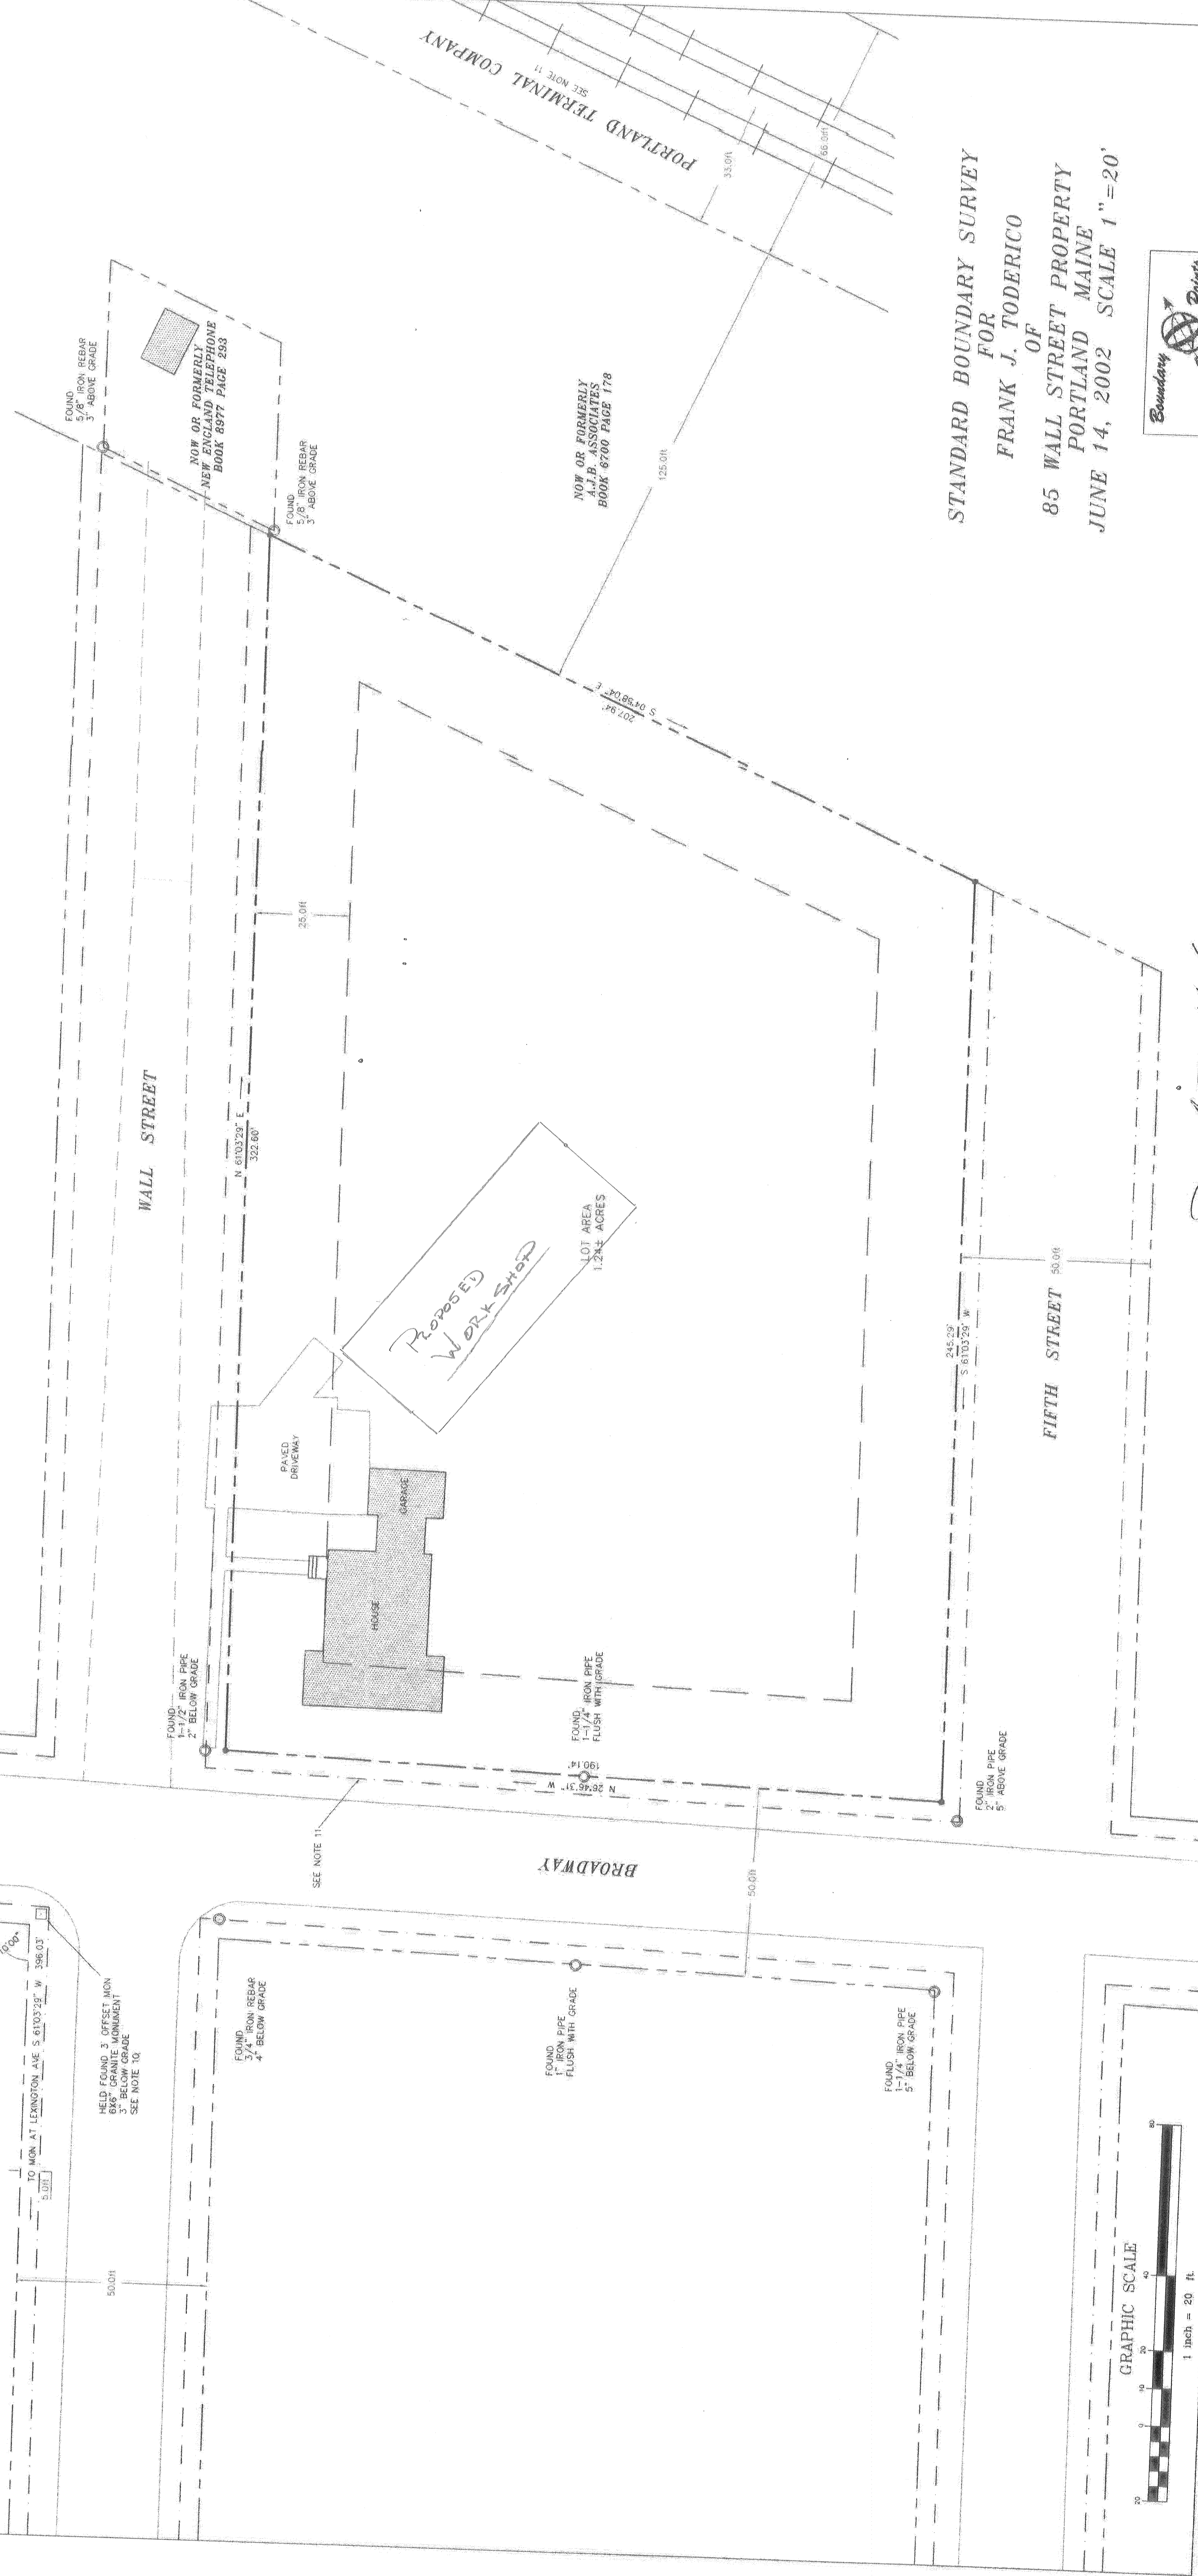 PORTLAND TERMINAL COMPANY
SEE NOTE 11
33.0ft
66.0ft
FOUND
5/8" IRON REBAR
3" ABOVE GRADE
NOW OR FORMERLY
NEW ENGLAND TELEPHONE
BOOK 8977 PAGE 293
FOUND
5/8" IRON REBAR
3" ABOVE GRADE
NOW OR FORMERLY
A.J.B. ASSOCIATES
BOOK 6700 PAGE 178
125.0ft
STANDARD BOUNDARY SURVEY
FOR
FRANK J. TODERICO
OF
85 WALL STREET PROPERTY
PORTLAND MAINE
JUNE 14, 2002 SCALE 1"=20'
Boundary
Points
S 04°58'04" E
207.94'
25.0ft
WALL STREET
N 61°03'29" E
322.60'
PROPOSED
WORK SHOP
LOT AREA
1.24± ACRES
PAVED
DRIVEWAY
GARAGE
HOUSE
245.29'
S 61°03'29" W
FIFTH STREET
50.0ft
FOUND
1-1/2" IRON PIPE
2" BELOW GRADE
FOUND
1-1/4" IRON PIPE
FLUSH WITH GRADE
N 28°46'31" W
190.14'
FOUND
2" IRON PIPE
5" ABOVE GRADE
SEE NOTE 11
BROADWAY
50.0ft
TO MON AT LEXINGTON AVE S 61°03'29" W 396.03'
5.0ft
HELD FOUND 3' OFFSET MON
6X6" GRANITE MONUMENT
3" BELOW GRADE
SEE NOTE 10
FOUND
3/4" IRON REBAR
4" BELOW GRADE
FOUND
1" IRON PIPE
FLUSH WITH GRADE
FOUND
1-1/4" IRON PIPE
5" BELOW GRADE
50.0ft
GRAPHIC SCALE
20 0 10 20 40 80
1 inch = 20 ft.